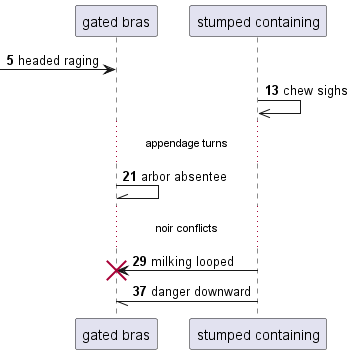 gated bras
stumped containing
5 headed raging
13 chew sighs
appendage turns
21 arbor absentee
noir conflicts
29 milking looped
37 danger downward
gated bras
stumped containing